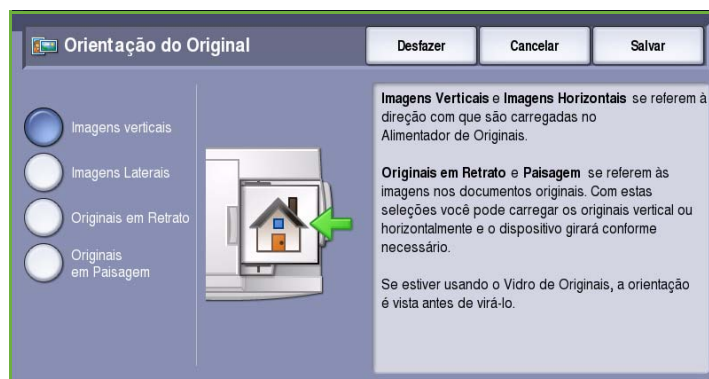 Orientação do Original
Desfazer
Cancelar
Salvar
Imagens verticais
Imagens Laterais
Originais em Retrato
Originais
em Paisagem
Imagens Verticais e Imagens Horizontais se referem à
direção com que são carregadas no
Alimentador de Originais.
Originais em Retrato e Paisagem se referem às
imagens nos documentos originais. Com estas
seleções você pode carregar os originais vertical ou
horizontalmente e o dispositivo girará conforme
necessário.
Se estiver usando o Vidro de Originais, a orientação
é vista antes de virá-lo.